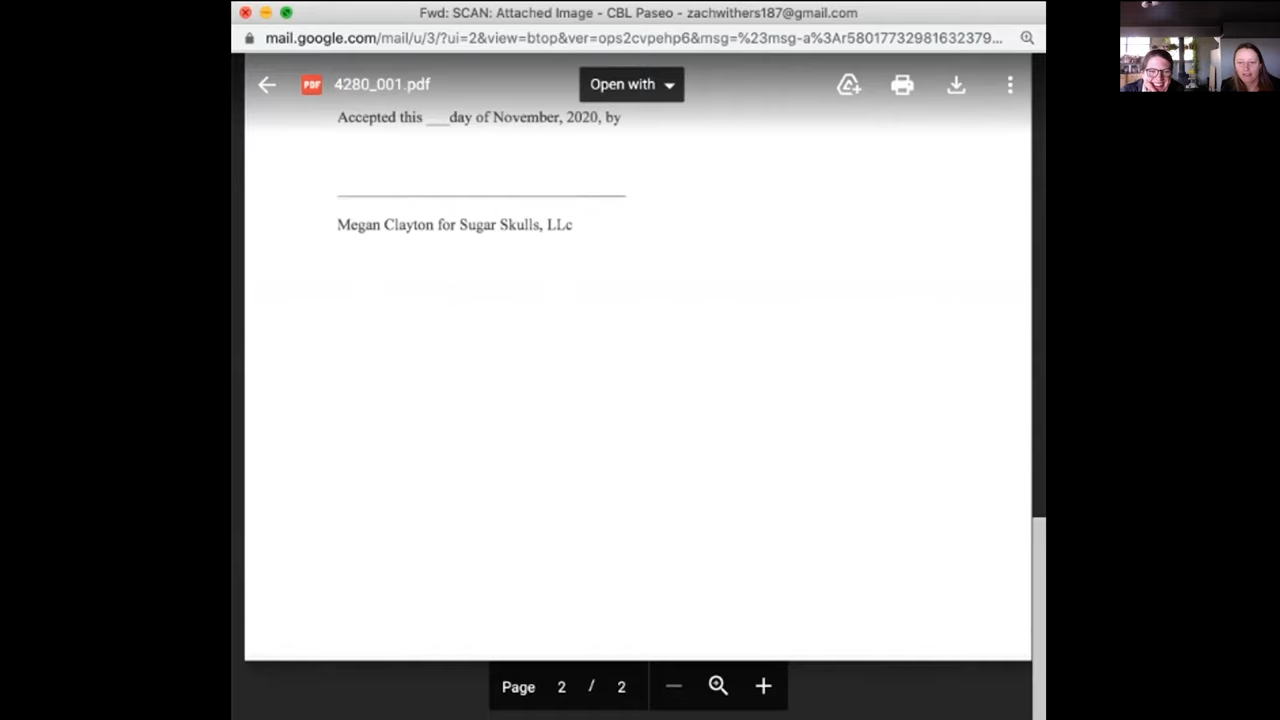 Fwd: SCAN: Attached Image - CBL Paseo - zachwithers187@gmail.com
mail.google.com/mail/u/3/?ui=2&view=btop&ver=ops2cvpehp6&msg=%23msg-a%3Ar58017732981632379...
PDF 4280_001.pdf Open with
Accepted this ___day of November, 2020, by
Megan Clayton for Sugar Skulls, LLc
Page 2 / 2